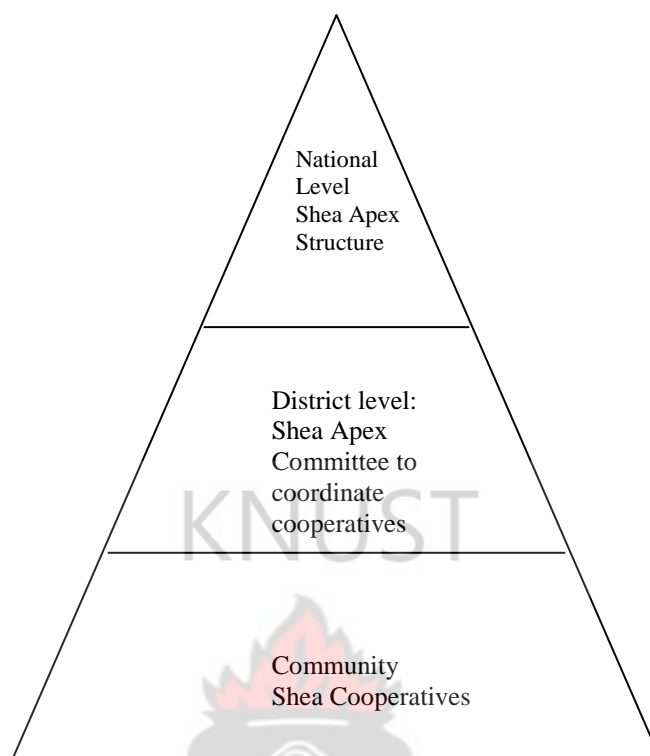 National
Level
Shea Apex
Structure
District level:
Shea Apex
Committee to
coordinate
cooperatives
KNUST
Community
Shea Cooperatives